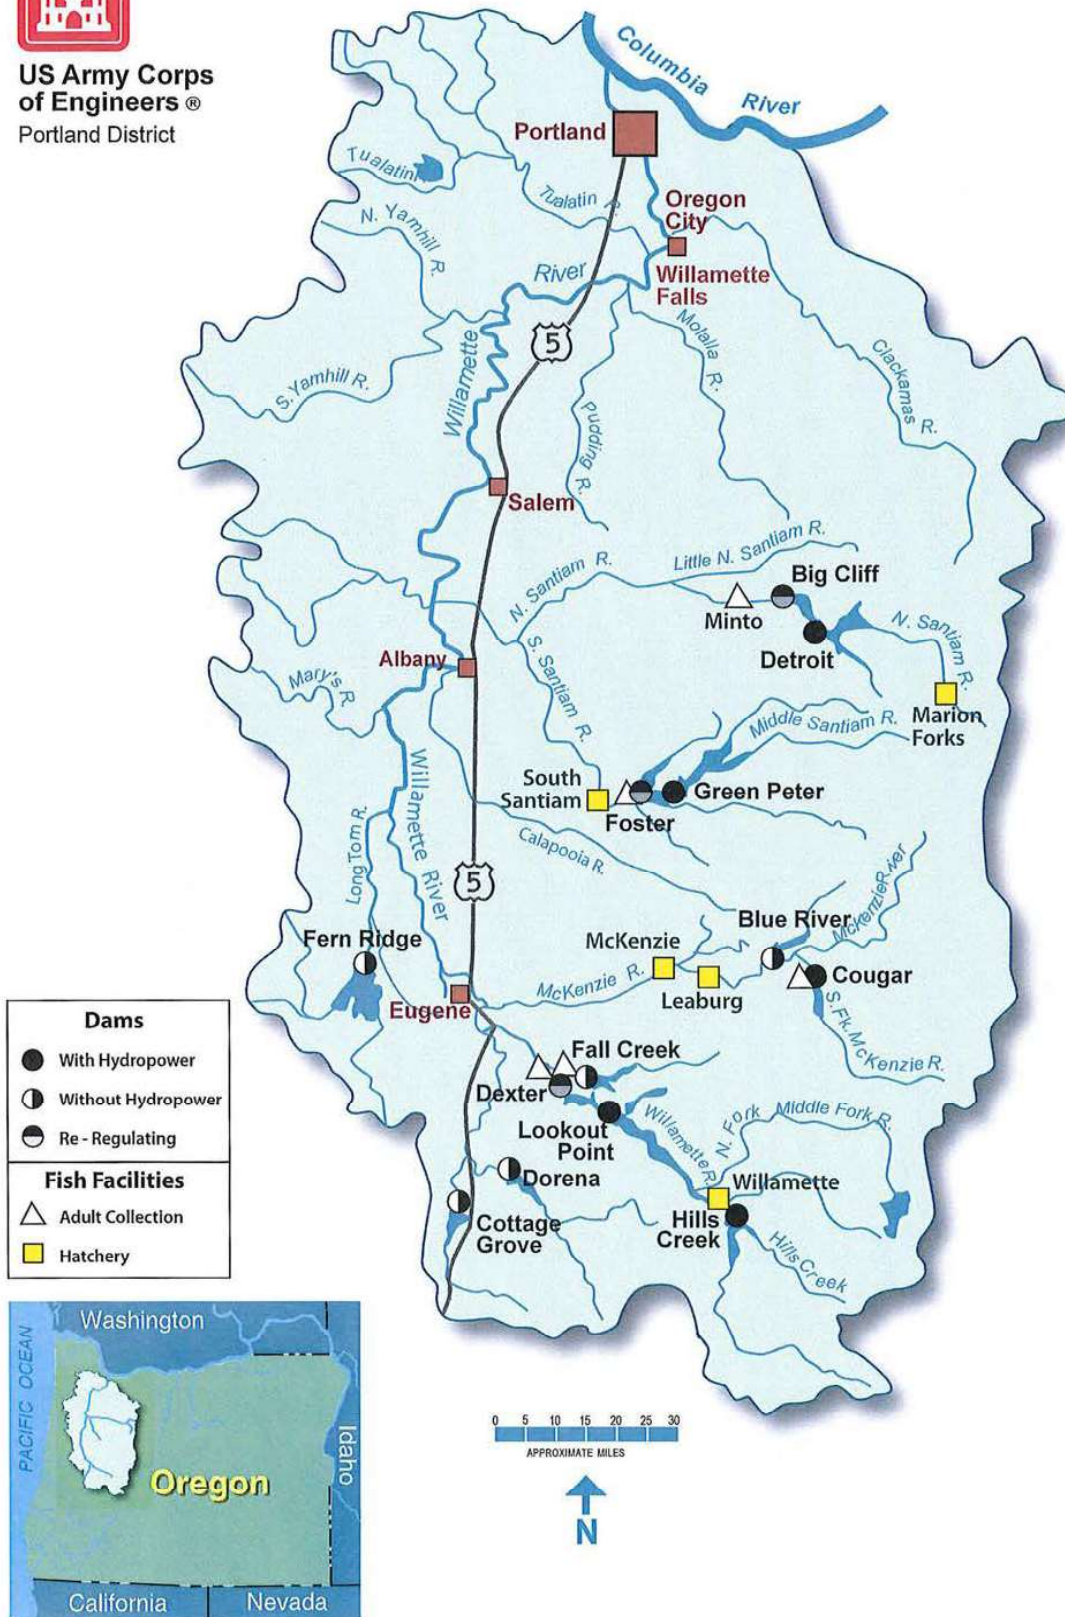 US Army Corps
of Engineers ®
Portland District
Columbia
River
Portland
Tualatin
Tualatin R.
Oregon
City
N. Yamhill R.
River
Willamette
Falls
5
Molalla R.
Willamette
S. Yamhill R.
Clackamas R.
Pudding R.
Salem
Little N. Santiam R.
N. Santiam R.
Big Cliff
Minto
N. Santiam R.
S. Santiam R.
Detroit
Albany
Mary's R.
Marion
Forks
Middle Santiam R.
Willamette River
South
Santiam
Green Peter
Foster
Long Tom R.
Calapooia R.
5
Blue River
McKenzie River
Fern Ridge
McKenzie
Cougar
McKenzie R.
Leaburg
Eugene
S. Fk. McKenzie R.
Dams
With Hydropower
Without Hydropower
Re - Regulating
Fish Facilities
Adult Collection
Hatchery
Fall Creek
Dexter
Lookout
Point
Willamette R.
N. Fork Middle Fork R.
Dorena
Willamette
Cottage
Grove
Hills
Creek
Hills Creek
Washington
PACIFIC OCEAN
Idaho
Oregon
California
Nevada
0 5 10 15 20 25 30
APPROXIMATE MILES
N